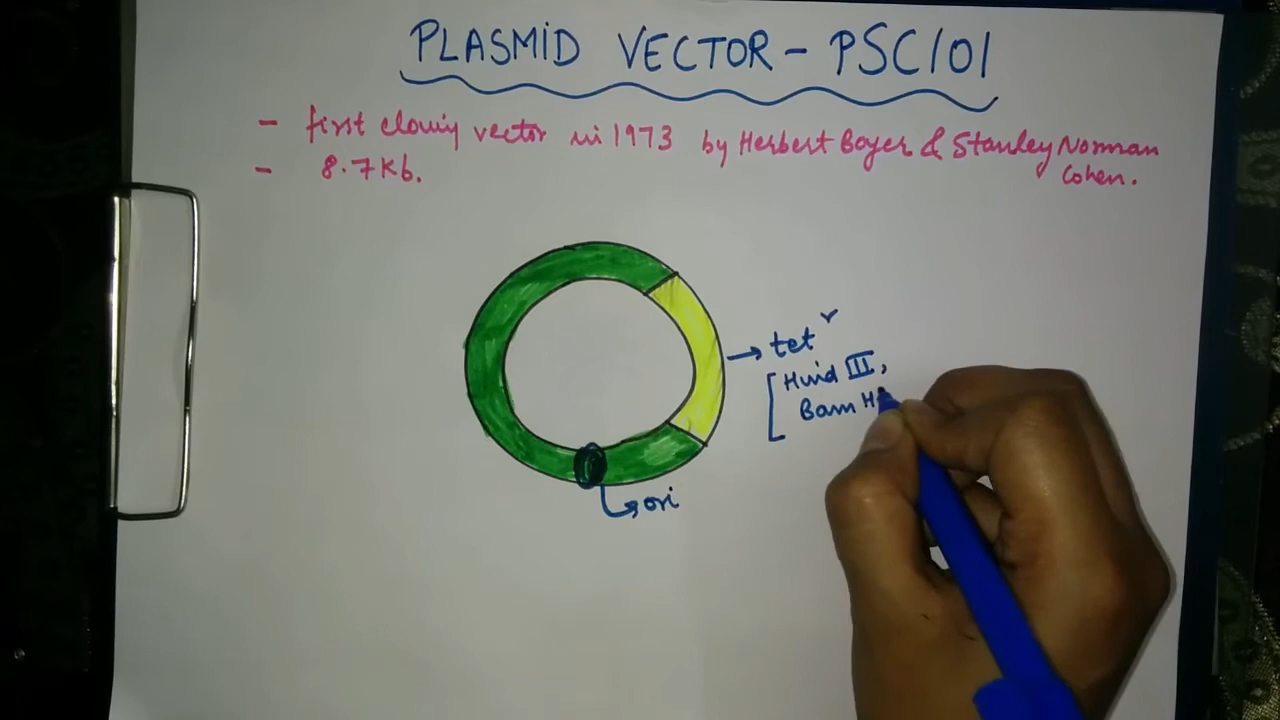 PLASMID VECTOR - PSC101
- first cloning vector in 1973 by Herbert Boyer & Stanley Norman Cohen.
- 8.7Kb.
→ tet r
[ Hind III,
Bam H
→ ori